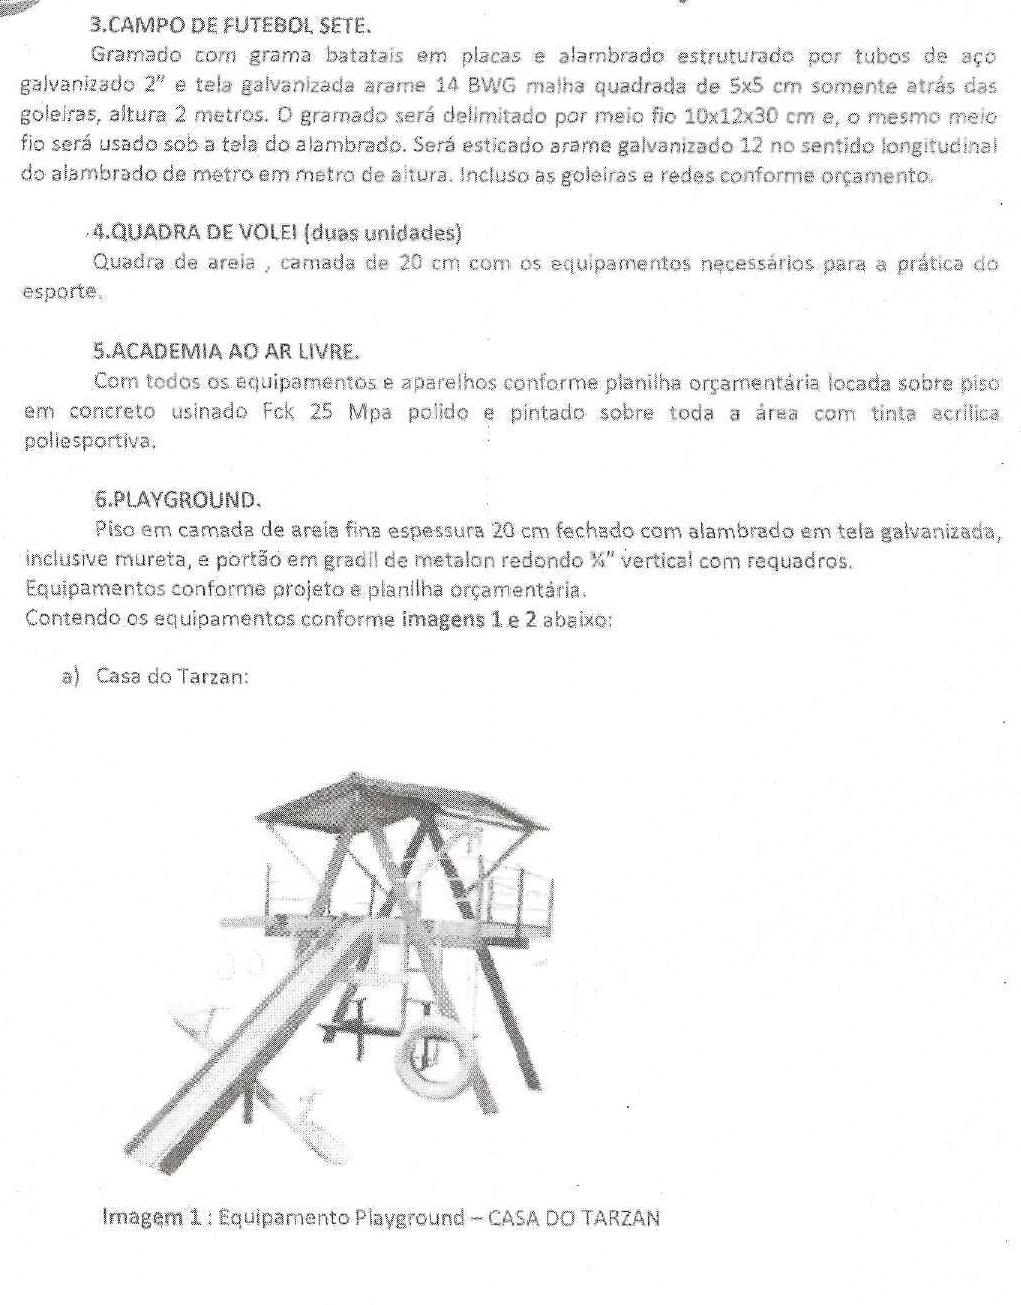 3.CAMPO DE FUTEBOL SETE.
Gramado com grama batatais em placas e alambrado estruturado por tubos de aço
galvanizado 2" e tela galvanizada arame 14 BWG malha quadrada de 5x5 cm somente atrás das
goleiras, altura 2 metros. O gramado será delimitado por meio fio 10x12x30 cm e, o mesmo meio
fio será usado sob a tela do alambrado. Será esticado arame galvanizado 12 no sentido longitudinal
do alambrado de metro em metro de altura. Incluso as goleiras e redes conforme orçamento.
4.QUADRA DE VOLEI (duas unidades)
Quadra de areia , camada de 20 cm com os equipamentos necessários para a prática do
esporte.
5.ACADEMIA AO AR LIVRE.
Com todos os equipamentos e aparelhos conforme planilha orçamentária locada sobre piso
em concreto usinado Fck 25 Mpa polido e pintado sobre toda a área com tinta acrílica
poliesportiva.
6.PLAYGROUND.
Piso em camada de areia fina espessura 20 cm fechado com alambrado em tela galvanizada,
inclusive mureta, e portão em gradil de metalon redondo ¾" vertical com requadros.
Equipamentos conforme projeto e planilha orçamentária.
Contendo os equipamentos conforme imagens 1 e 2 abaixo:
a) Casa do Tarzan:
Imagem 1 : Equipamento Playground – CASA DO TARZAN